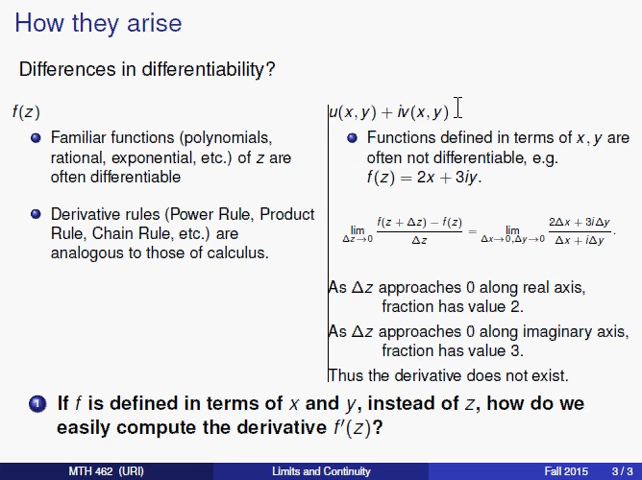 How they arise
Differences in differentiability?
f(z)
Familiar functions (polynomials,
rational, exponential, etc.) of z are
often differentiable
Derivative rules (Power Rule, Product
Rule, Chain Rule, etc.) are
analogous to those of calculus.
u(x, y) + iv(x, y)
Functions defined in terms of x, y are
often not differentiable, e.g.
f(z) = 2x + 3iy.
lim Δz→0 f(z + Δz) − f(z) / Δz = lim Δx→0,Δy→0 2Δx + 3iΔy / Δx + iΔy .
As Δz approaches 0 along real axis,
fraction has value 2.
As Δz approaches 0 along imaginary axis,
fraction has value 3.
Thus the derivative does not exist.
1 If f is defined in terms of x and y, instead of z, how do we
easily compute the derivative f′(z)?
MTH 462 (URI) Limits and Continuity Fall 2015 3 / 3